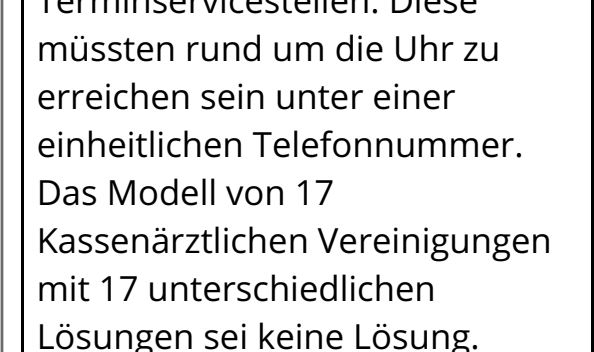 Terminservicestellen. Diese
müssten rund um die Uhr zu
erreichen sein unter einer
einheitlichen Telefonnummer.
Das Modell von 17
Kassenärztlichen Vereinigungen
mit 17 unterschiedlichen
Lösungen sei keine Lösung.